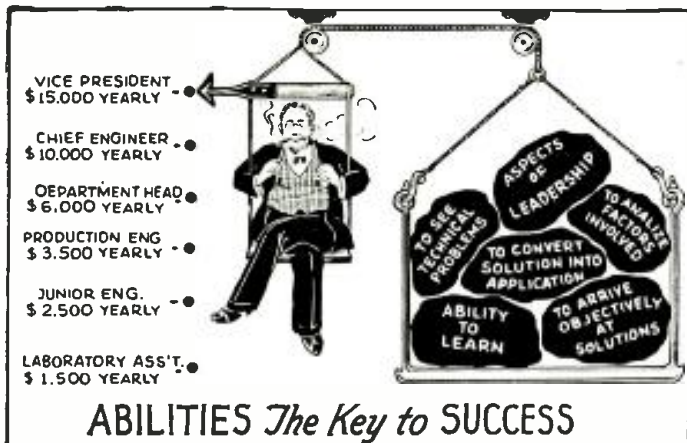 VICE PRESIDENT
$ 15.000 YEARLY
CHIEF ENGINEER
$ 10.000 YEARLY
DEPARTMENT HEAD
$ 6.000 YEARLY
PRODUCTION ENG
$ 3.500 YEARLY
JUNIOR ENG.
$ 2.500 YEARLY
LABORATORY ASS'T.
$ 1.500 YEARLY
ASPECTS
OF
LEADERSHIP
TO SEE
TECHNICAL
PROBLEMS
TO ANALIZE
FACTORS
INVOLVED
TO CONVERT
SOLUTION INTO
APPLICATION
ABILITY
TO
LEARN
TO ARRIVE
OBJECTIVELY
AT
SOLUTIONS
ABILITIES The Key to SUCCESS